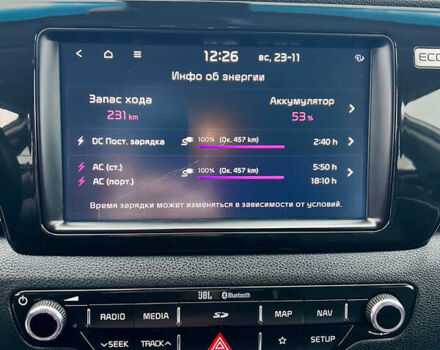 12:26 вс, 23-11
Инфо об энергии
Запас хода
231 km
Аккумулятор
53 %
DC Пост. зарядка 100% (Ок. 457 km) 2:40 h
AC (ст.) 5:50 h
100% (Ок. 457 km)
AC (порт.) 18:10 h
Время зарядки может изменяться в зависимости от условий.
ECO
JBL Bluetooth
RADIO MEDIA SD MAP NAV
SEEK TRACK SETUP